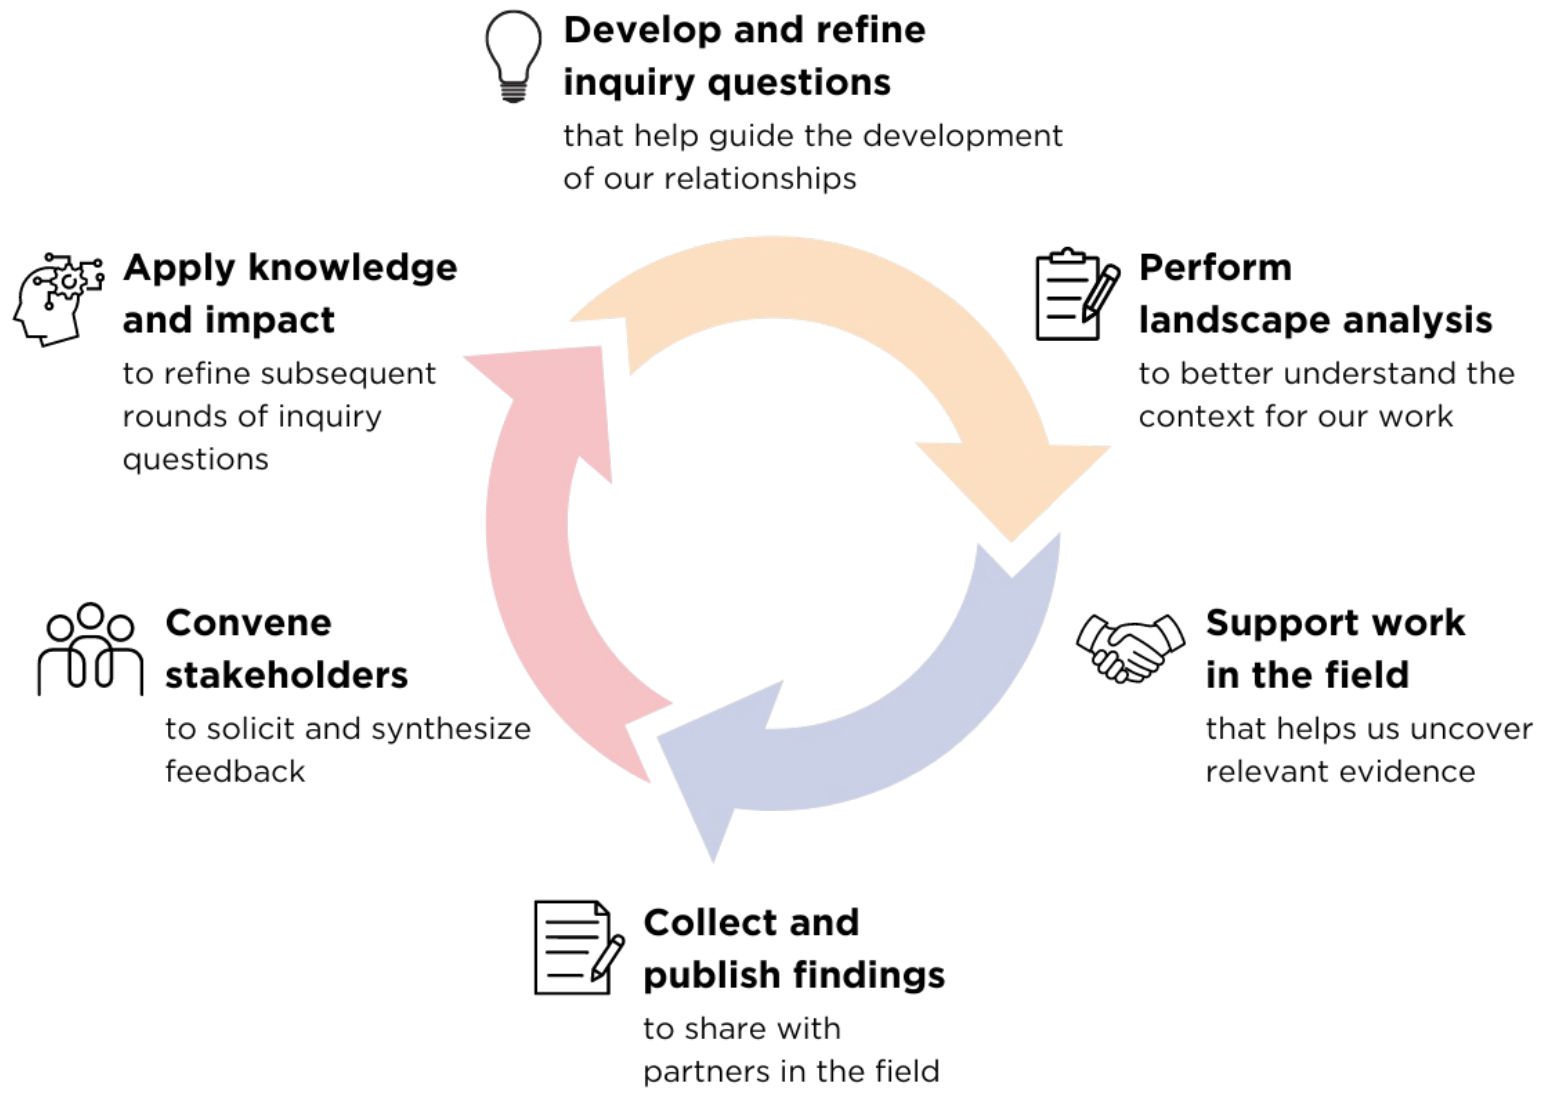 Develop and refine
inquiry questions
that help guide the development
of our relationships
Perform
landscape analysis
to better understand the
context for our work
Support work
in the field
that helps us uncover
relevant evidence
Collect and
publish findings
to share with
partners in the field
Convene
stakeholders
to solicit and synthesize
feedback
Apply knowledge
and impact
to refine subsequent
rounds of inquiry
questions